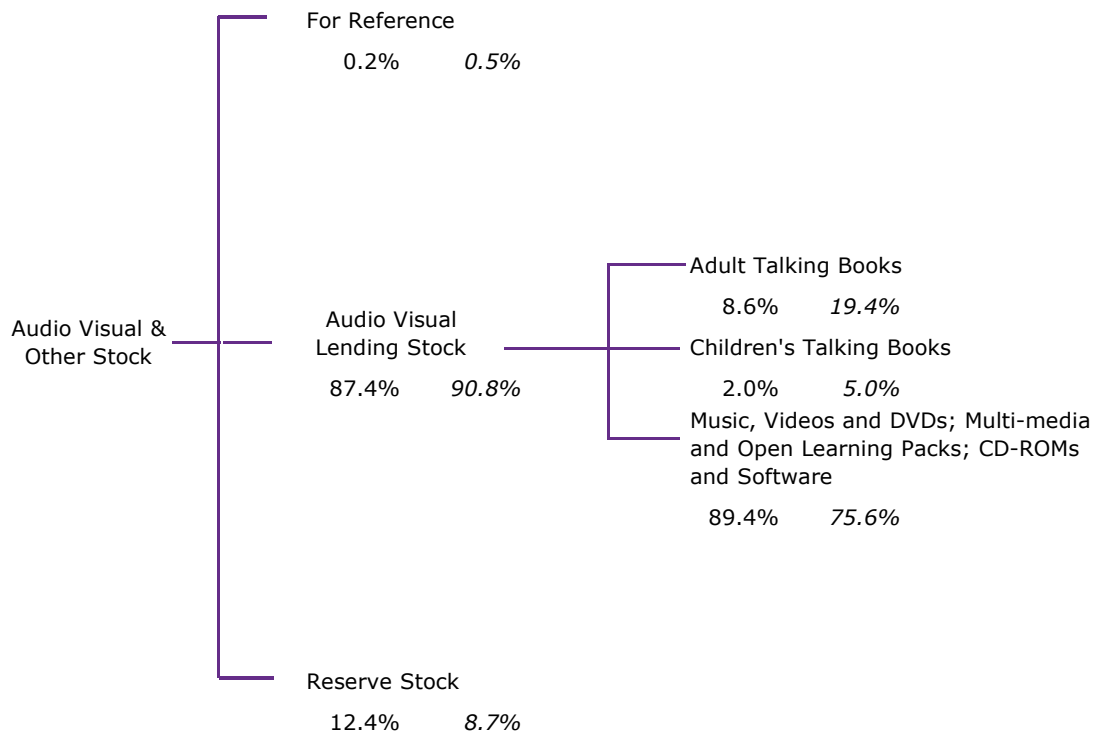 For Reference
0.2% 0.5%
Audio Visual &
Other Stock
Audio Visual
Lending Stock
87.4% 90.8%
Adult Talking Books
8.6% 19.4%
Children's Talking Books
2.0% 5.0%
Music, Videos and DVDs; Multi-media
and Open Learning Packs; CD-ROMs
and Software
89.4% 75.6%
Reserve Stock
12.4% 8.7%